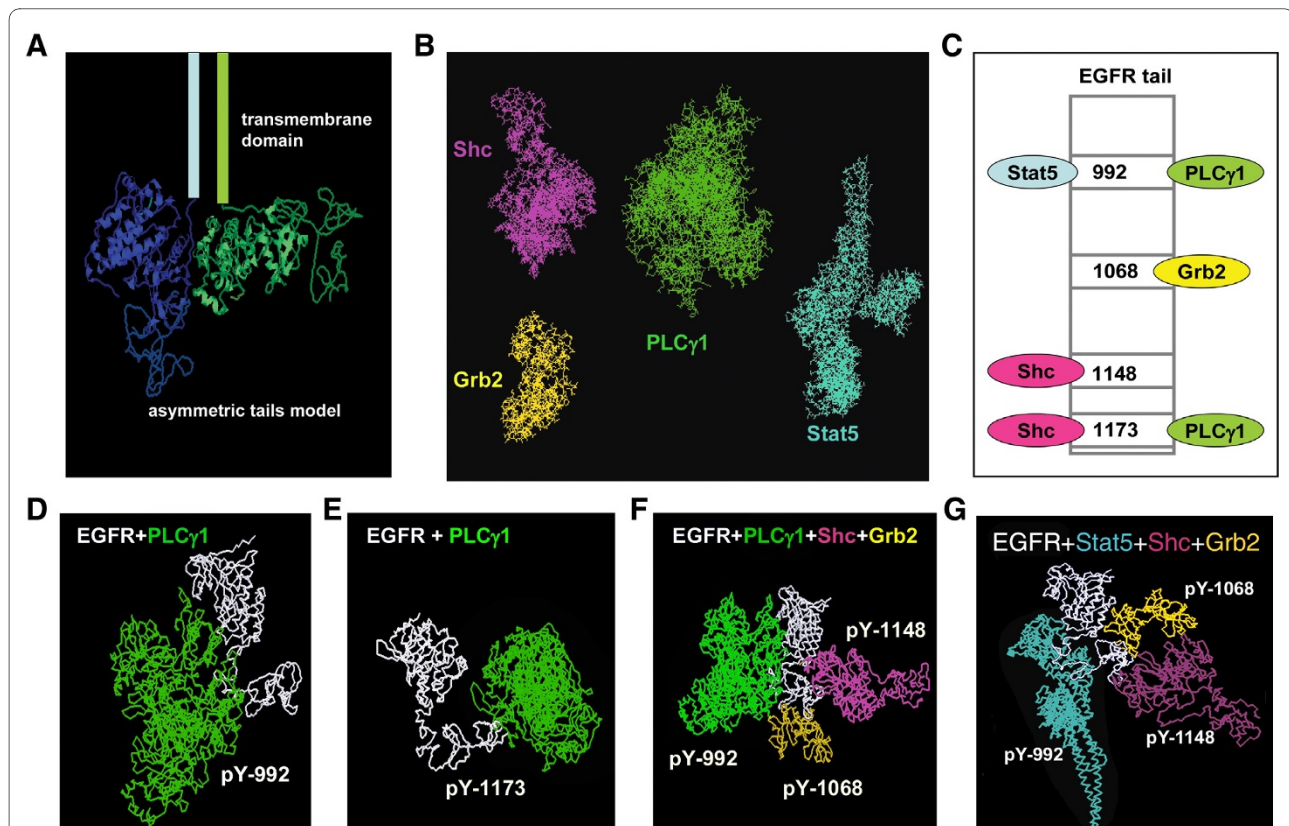 A
transmembrane
domain
asymmetric tails model
B
Shc
PLCγ1
Grb2
Stat5
C
EGFR tail
Stat5 992 PLCγ1
1068 Grb2
Shc 1148
Shc 1173 PLCγ1
D
EGFR+PLCγ1
pY-992
E
EGFR + PLCγ1
pY-1173
F
EGFR+PLCγ1+Shc+Grb2
pY-1148
pY-992
pY-1068
G
EGFR+Stat5+Shc+Grb2
pY-1068
pY-1148
pY-992